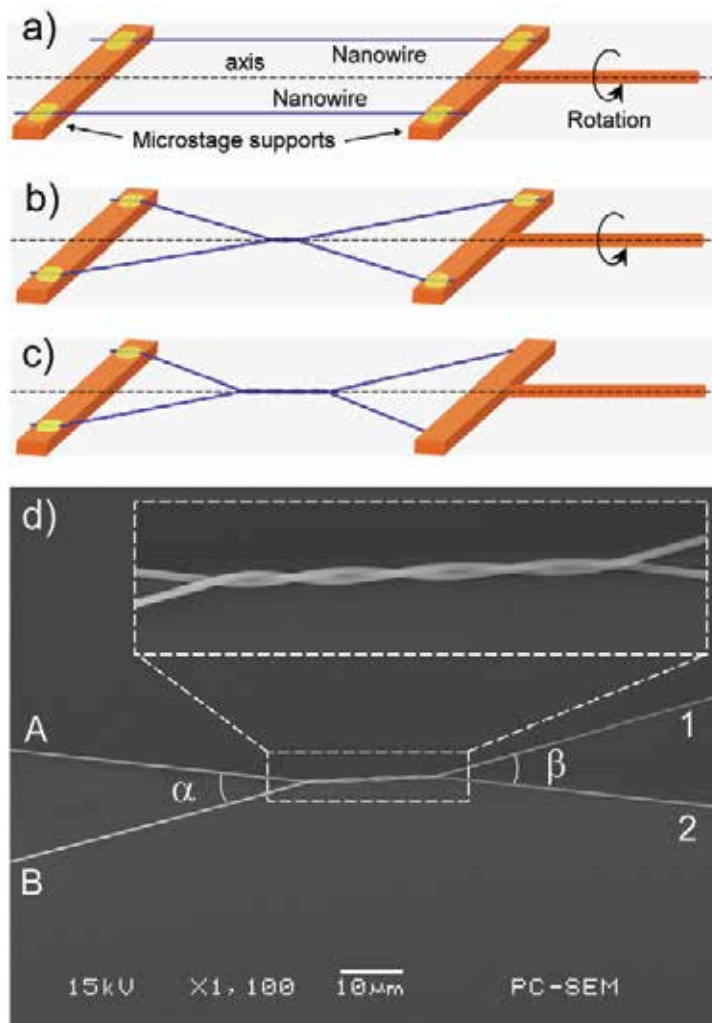 a)
axis
Nanowire
Nanowire
Microstage supports
Rotation
b)
c)
d)
A
α
B
β
1
2
15kV X1,100 10µm PC-SEM